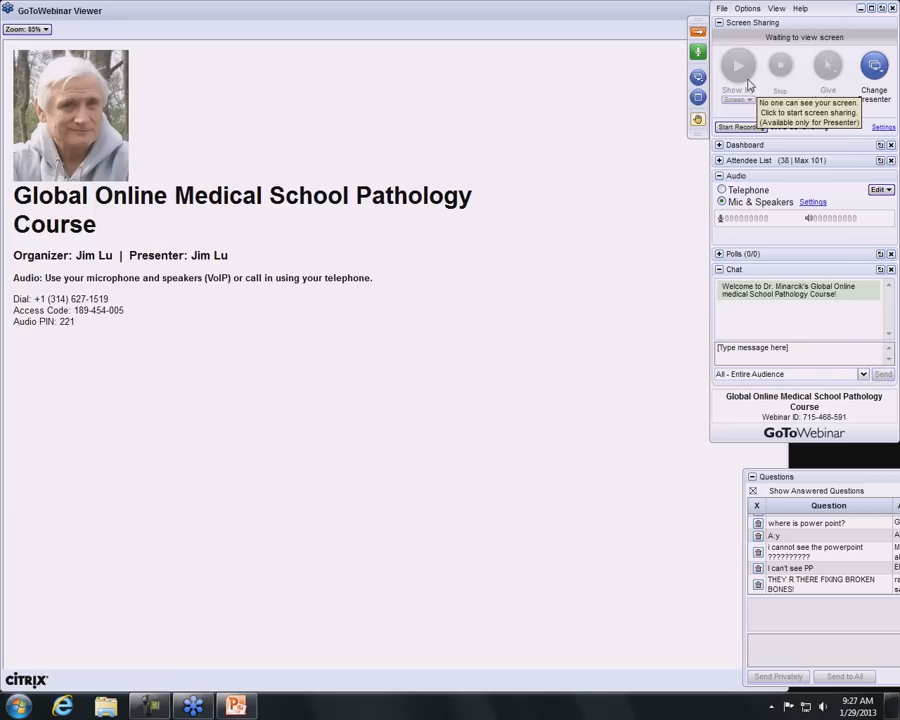 GoToWebinar Viewer
Zoom: 85%
Global Online Medical School Pathology
Course
Organizer: Jim Lu | Presenter: Jim Lu
Audio: Use your microphone and speakers (VoIP) or call in using your telephone.
Dial: +1 (314) 627-1519
Access Code: 189-454-005
Audio PIN: 221
CITRIX
File Options View Help
Screen Sharing
Waiting to view screen
Show
Screen
Stop
Give
Change
Presenter
No one can see your screen.
Click to start screen sharing.
(Available only for Presenter)
Start Recording
Settings
Dashboard
Attendee List (38 | Max 101)
Audio
Telephone
Edit
Mic & Speakers Settings
Polls (0/0)
Chat
Welcome to Dr. Minarcik's Global Online
medical School Pathology Course!
[Type message here]
All - Entire Audience
Send
Global Online Medical School Pathology
Course
Webinar ID: 715-468-591
GoToWebinar
Questions
Show Answered Questions
X Question
where is power point?
A:y
i cannot see the powerpoint
??????????
I can't see PP
THEY R THERE FIXING BROKEN
BONES!
Send Privately
Send to All
9:27 AM
1/29/2013